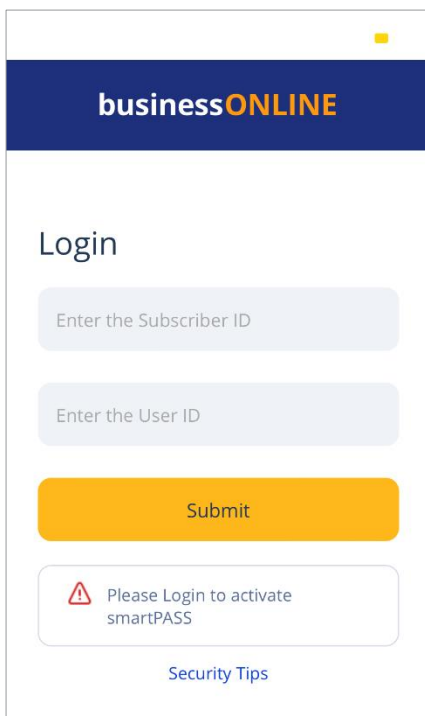 businessONLINE
Login
Enter the Subscriber ID
Enter the User ID
Submit
Please Login to activate
smartPASS
Security Tips